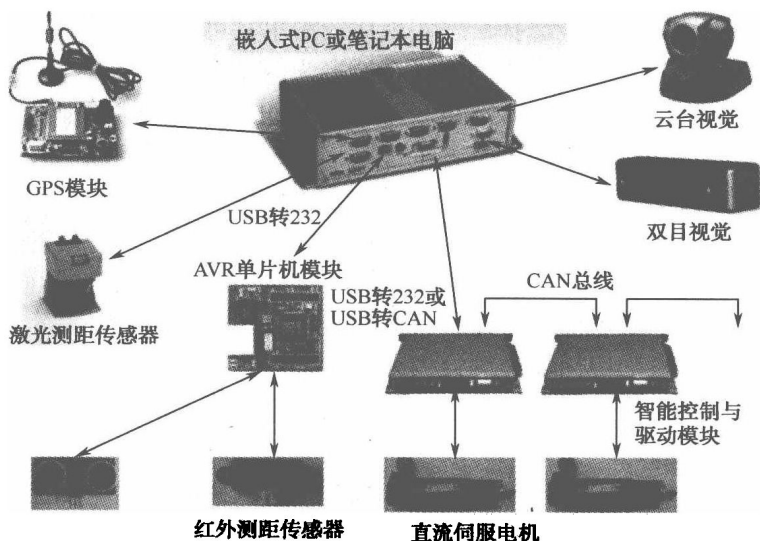 嵌入式PC或笔记本电脑
云台视觉
GPS模块
双目视觉
USB转232
AVR单片机模块
CAN总线
USB转232或
USB转CAN
激光测距传感器
智能控制与
驱动模块
红外测距传感器
直流伺服电机